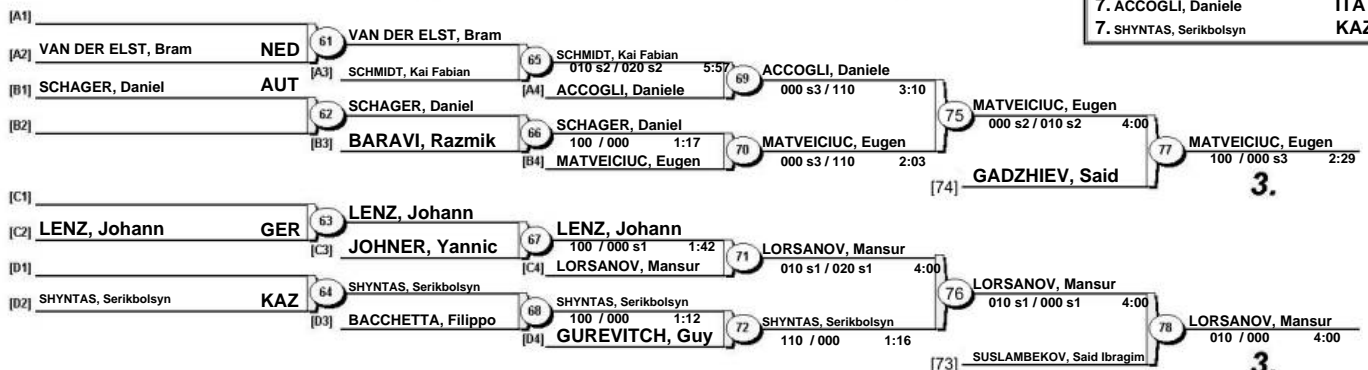 7. ACCOGLI, Daniele ITA
7. SHYNTAS, Serikbolsyn KAZ
[A1]
[A2] VAN DER ELST, Bram NED
61
VAN DER ELST, Bram
[A3] SCHMIDT, Kai Fabian
65
SCHMIDT, Kai Fabian
010 s2 / 020 s2 5:57
[A4] ACCOGLI, Daniele
69
ACCOGLI, Daniele
000 s3 / 110 3:10
[B1] SCHAGER, Daniel AUT
[B2]
62
SCHAGER, Daniel
[B3] BARAVI, Razmik
66
SCHAGER, Daniel
100 / 000 1:17
[B4] MATVEICIUC, Eugen
70
MATVEICIUC, Eugen
000 s3 / 110 2:03
75
MATVEICIUC, Eugen
000 s2 / 010 s2 4:00
[74] GADZHIEV, Said
77
MATVEICIUC, Eugen
100 / 000 s3 2:29
3.
[C1]
[C2] LENZ, Johann GER
63
LENZ, Johann
[C3] JOHNER, Yannic
67
LENZ, Johann
100 / 000 s1 1:42
[C4] LORSANOV, Mansur
71
LORSANOV, Mansur
010 s1 / 020 s1 4:00
[D1]
[D2] SHYNTAS, Serikbolsyn KAZ
64
SHYNTAS, Serikbolsyn
[D3] BACCHETTA, Filippo
68
SHYNTAS, Serikbolsyn
100 / 000 1:12
[D4] GUREVITCH, Guy
72
SHYNTAS, Serikbolsyn
110 / 000 1:16
76
LORSANOV, Mansur
010 s1 / 000 s1 4:00
[73] SUSLAMBEKOV, Said Ibragim
78
LORSANOV, Mansur
010 / 000 4:00
3.